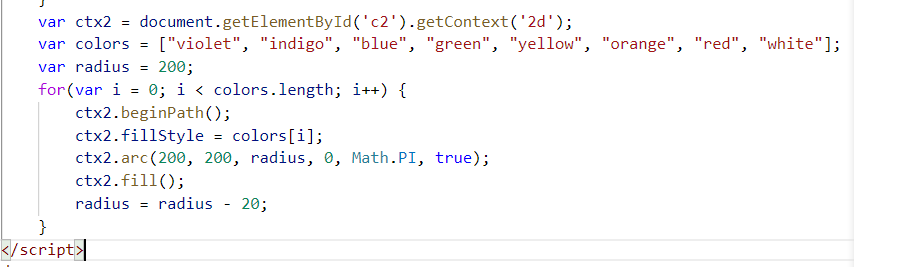 }
var ctx2 = document.getElementById('c2').getContext('2d');
var colors = ["violet", "indigo", "blue", "green", "yellow", "orange", "red", "white"];
var radius = 200;
for(var i = 0; i < colors.length; i++) {
ctx2.beginPath();
ctx2.fillStyle = colors[i];
ctx2.arc(200, 200, radius, 0, Math.PI, true);
ctx2.fill();
radius = radius - 20;
}
</script>